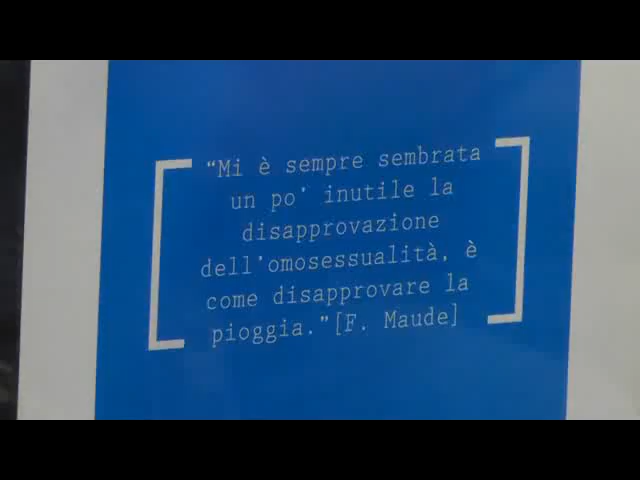 “Mi è sempre sembrata
un po’ inutile la
disapprovazione
dell’omosessualità, è
come disapprovare la
pioggia.”[F. Maude]